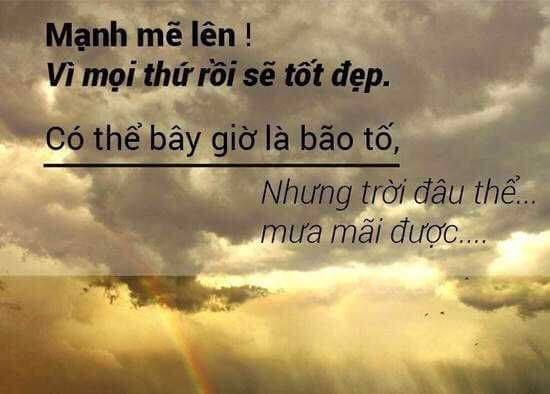 Mạnh mẽ lên !
Vì mọi thứ rồi sẽ tốt đẹp.
Có thể bây giờ là bão tố,
Nhưng trời đâu thể...
mưa mãi được....